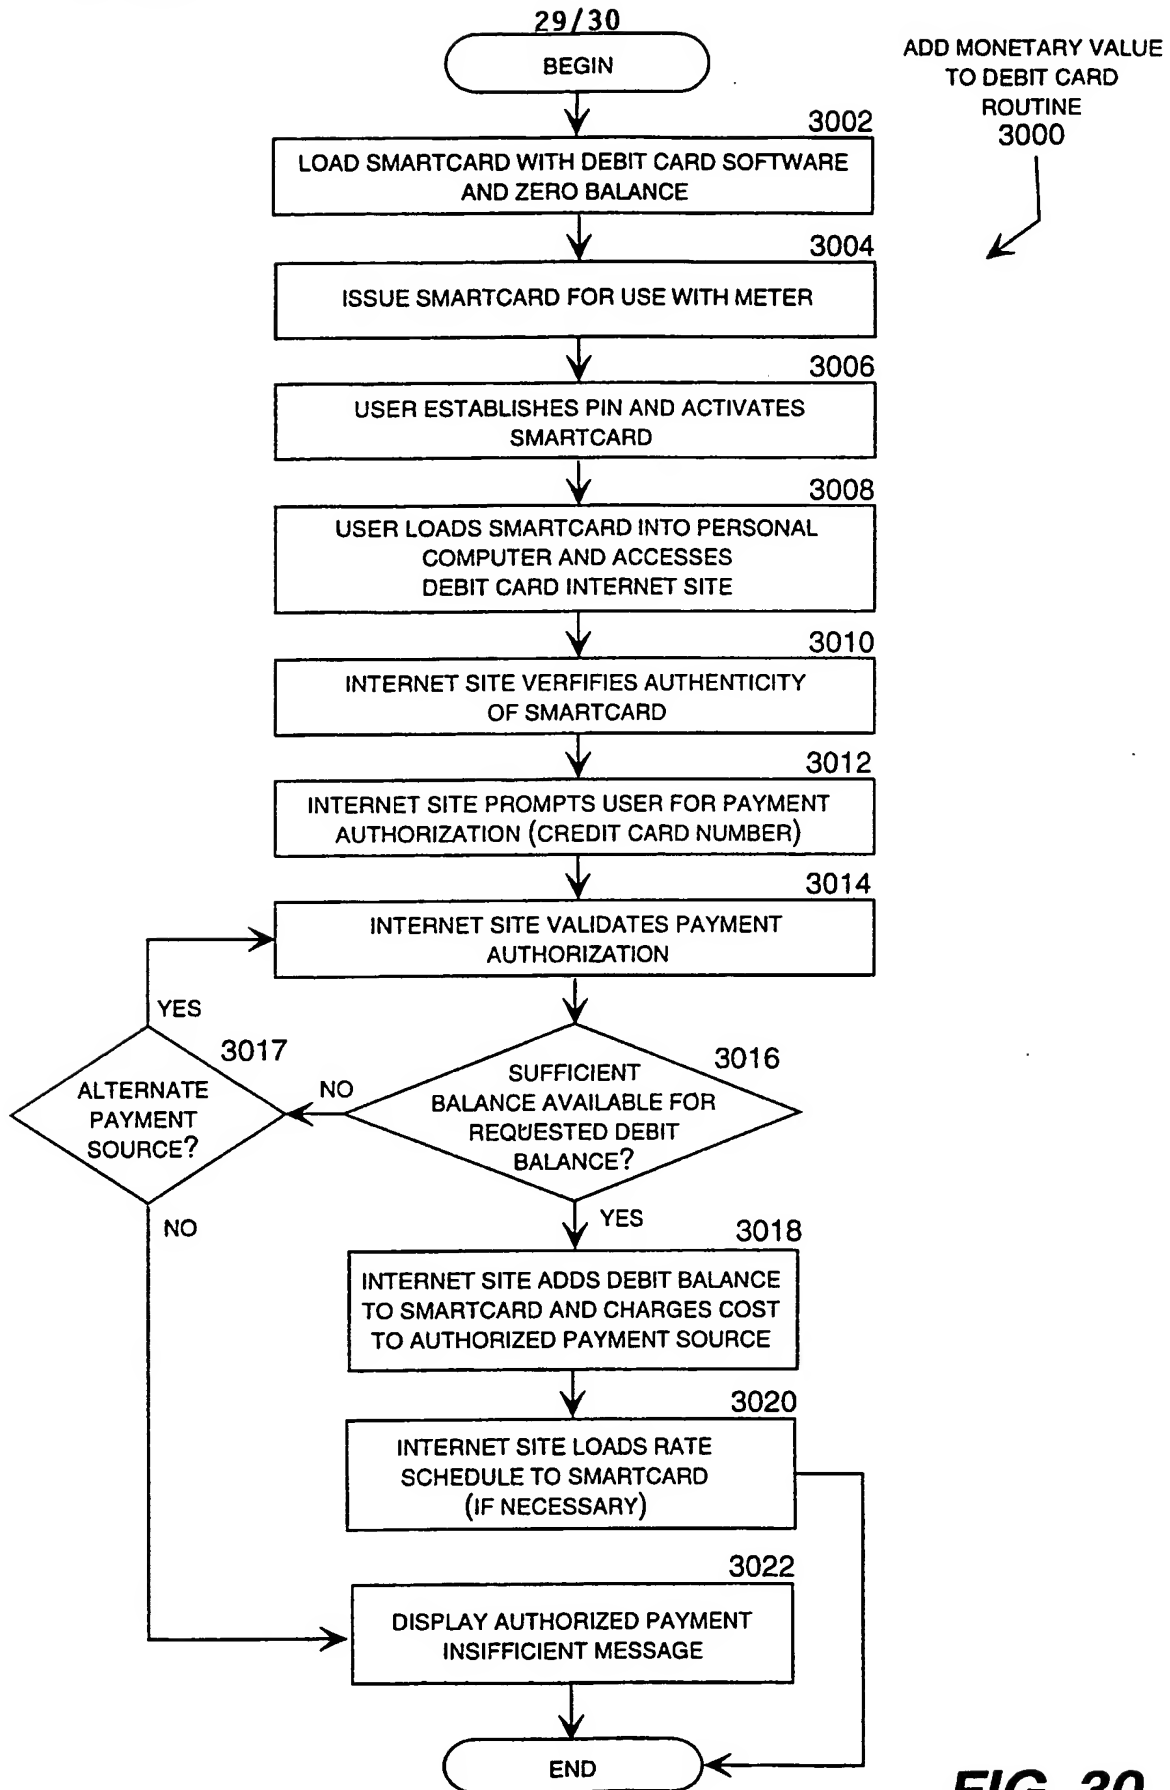 29/30
BEGIN
ADD MONETARY VALUE
TO DEBIT CARD
ROUTINE
3000
3002
LOAD SMARTCARD WITH DEBIT CARD SOFTWARE
AND ZERO BALANCE
3004
ISSUE SMARTCARD FOR USE WITH METER
3006
USER ESTABLISHES PIN AND ACTIVATES
SMARTCARD
3008
USER LOADS SMARTCARD INTO PERSONAL
COMPUTER AND ACCESSES
DEBIT CARD INTERNET SITE
3010
INTERNET SITE VERFIFIES AUTHENTICITY
OF SMARTCARD
3012
INTERNET SITE PROMPTS USER FOR PAYMENT
AUTHORIZATION (CREDIT CARD NUMBER)
3014
INTERNET SITE VALIDATES PAYMENT
AUTHORIZATION
YES
3017
ALTERNATE
PAYMENT
SOURCE?
NO
3016
SUFFICIENT
BALANCE AVAILABLE FOR
REQUESTED DEBIT
BALANCE?
NO
YES
3018
INTERNET SITE ADDS DEBIT BALANCE
TO SMARTCARD AND CHARGES COST
TO AUTHORIZED PAYMENT SOURCE
3020
INTERNET SITE LOADS RATE
SCHEDULE TO SMARTCARD
(IF NECESSARY)
3022
DISPLAY AUTHORIZED PAYMENT
INSIFFICIENT MESSAGE
END
FIG. 30